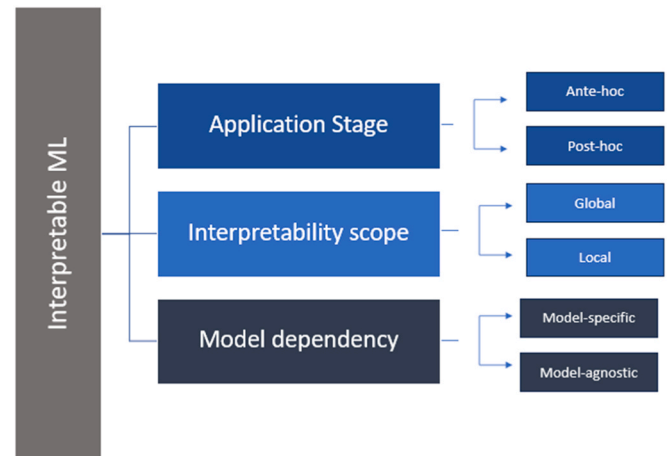 Interpretable ML
Application Stage
Ante-hoc
Post-hoc
Interpretability scope
Global
Local
Model dependency
Model-specific
Model-agnostic